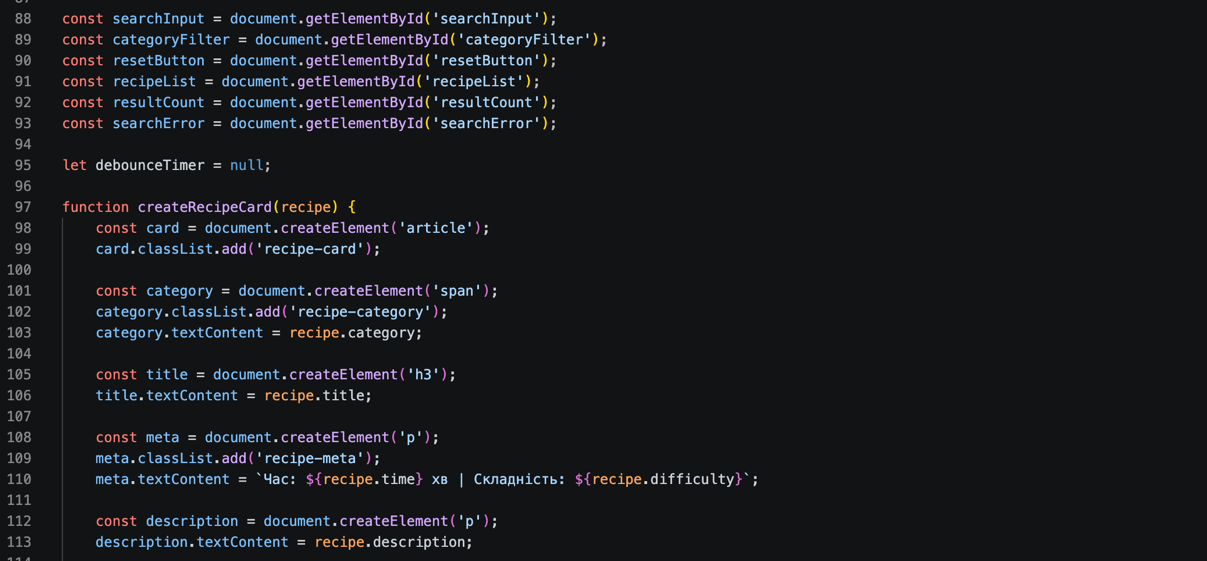 88 const searchInput = document.getElementById('searchInput');
89 const categoryFilter = document.getElementById('categoryFilter');
90 const resetButton = document.getElementById('resetButton');
91 const recipeList = document.getElementById('recipeList');
92 const resultCount = document.getElementById('resultCount');
93 const searchError = document.getElementById('searchError');
94
95 let debounceTimer = null;
96
97 function createRecipeCard(recipe) {
98     const card = document.createElement('article');
99     card.classList.add('recipe-card');
100
101     const category = document.createElement('span');
102     category.classList.add('recipe-category');
103     category.textContent = recipe.category;
104
105     const title = document.createElement('h3');
106     title.textContent = recipe.title;
107
108     const meta = document.createElement('p');
109     meta.classList.add('recipe-meta');
110     meta.textContent = `Час: ${recipe.time} хв | Складність: ${recipe.difficulty}`;
111
112     const description = document.createElement('p');
113     description.textContent = recipe.description;